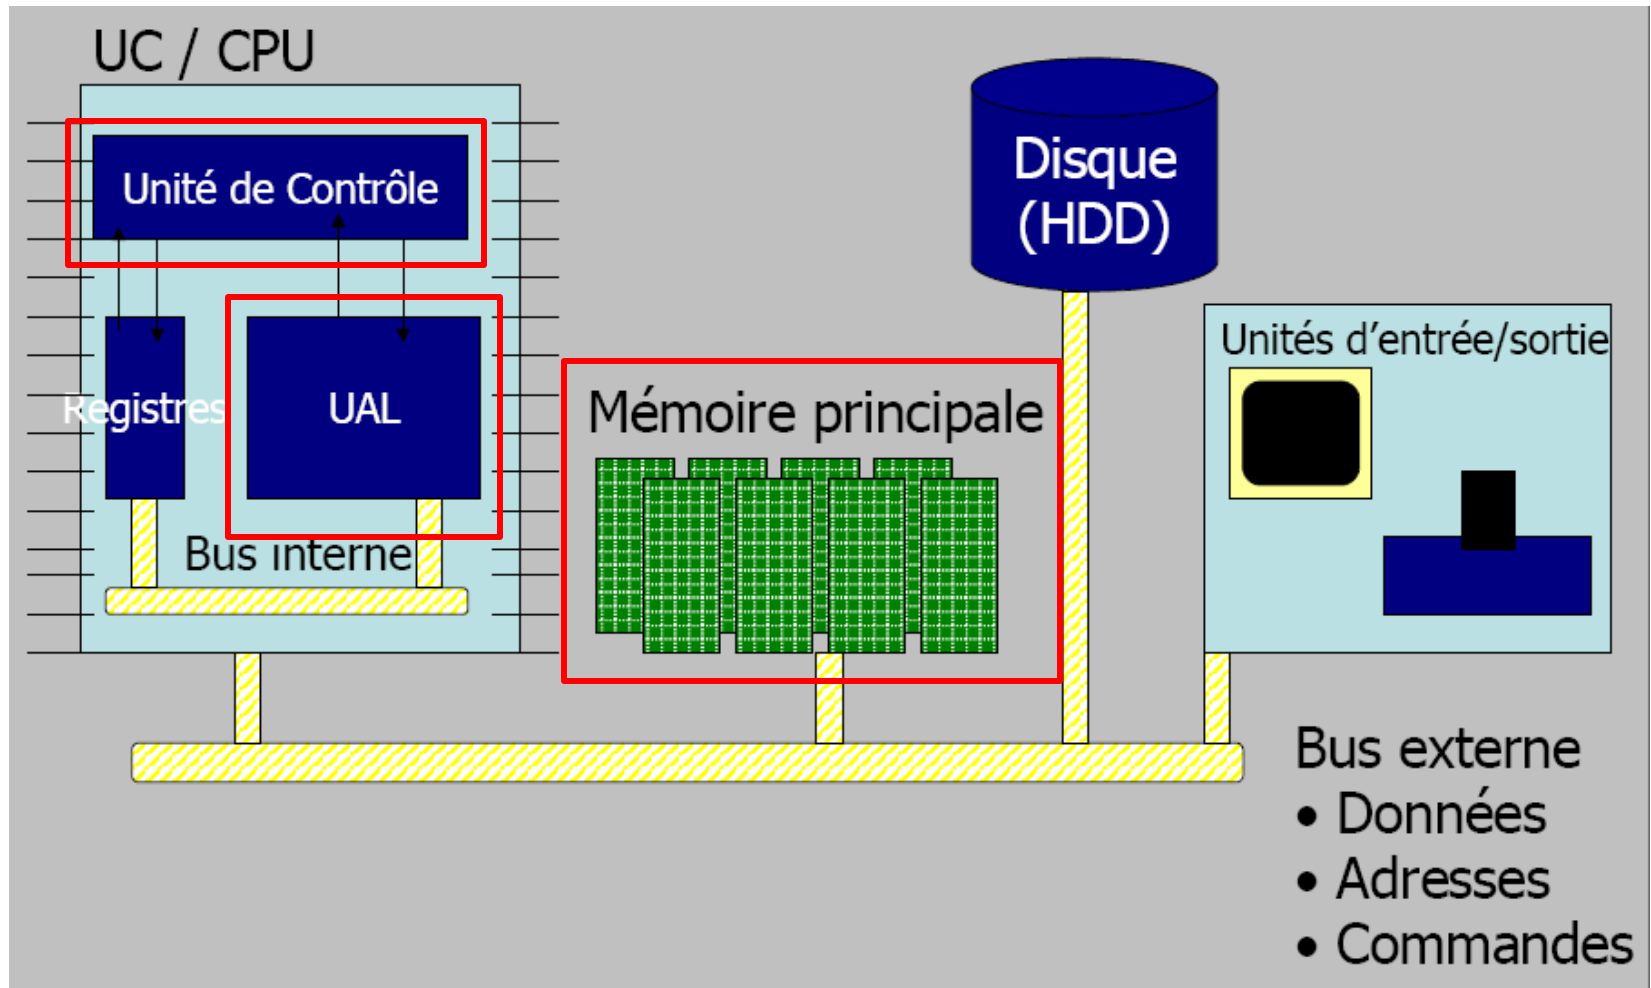 UC / CPU
Unité de Contrôle
Registres
UAL
Bus interne
Mémoire principale
Disque
(HDD)
Unités d’entrée/sortie
Bus externe
• Données
• Adresses
• Commandes